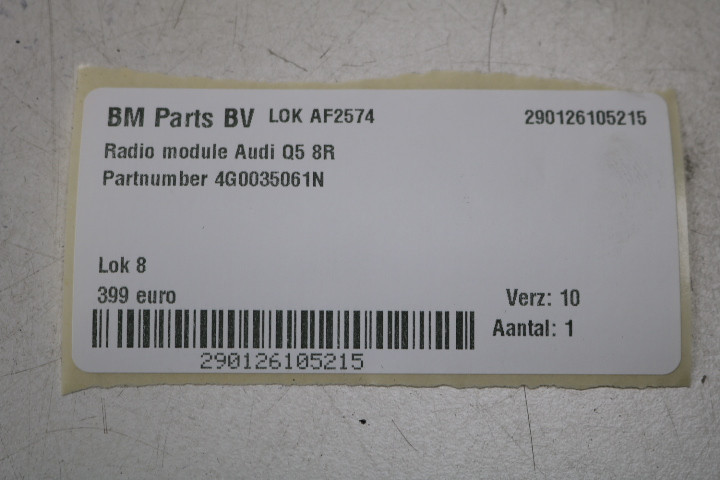 BM Parts BV LOK AF2574 290126105215
Radio module Audi Q5 8R
Partnumber 4G0035061N
Lok 8
399 euro Verz: 10
Aantal: 1
290126105215